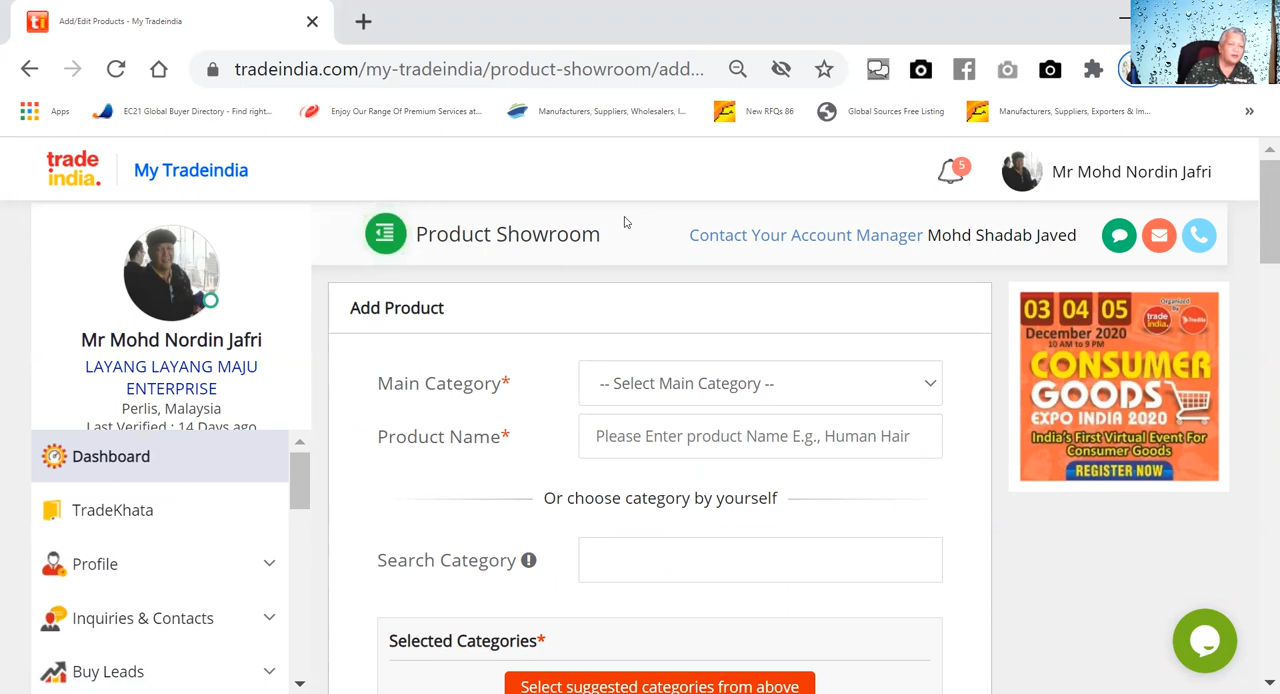 Add/Edit Products - My Tradeindia
tradeindia.com/my-tradeindia/product-showroom/add...
Apps
EC21 Global Buyer Directory - Find right...
Enjoy Our Range Of Premium Services at...
Manufacturers, Suppliers, Wholesalers, I...
New RFQs 86
Global Sources Free Listing
Manufacturers, Suppliers, Exporters & Im...
trade
india.
My Tradeindia
5
Mr Mohd Nordin Jafri
Product Showroom
Contact Your Account Manager Mohd Shadab Javed
Mr Mohd Nordin Jafri
LAYANG LAYANG MAJU
ENTERPRISE
Perlis, Malaysia
Last Verified : 14 Days ago
Dashboard
TradeKhata
Profile
Inquiries & Contacts
Buy Leads
Add Product
Main Category*
-- Select Main Category --
Product Name*
Please Enter product Name E.g., Human Hair
Or choose category by yourself
Search Category
Selected Categories*
Select suggested categories from above
03 04 05
December 2020
10 AM to 9 PM
Organized
By
trade
india.
CONSUMER
GOODS
EXPO INDIA 2020
India's First Virtual Event For
Consumer Goods
REGISTER NOW